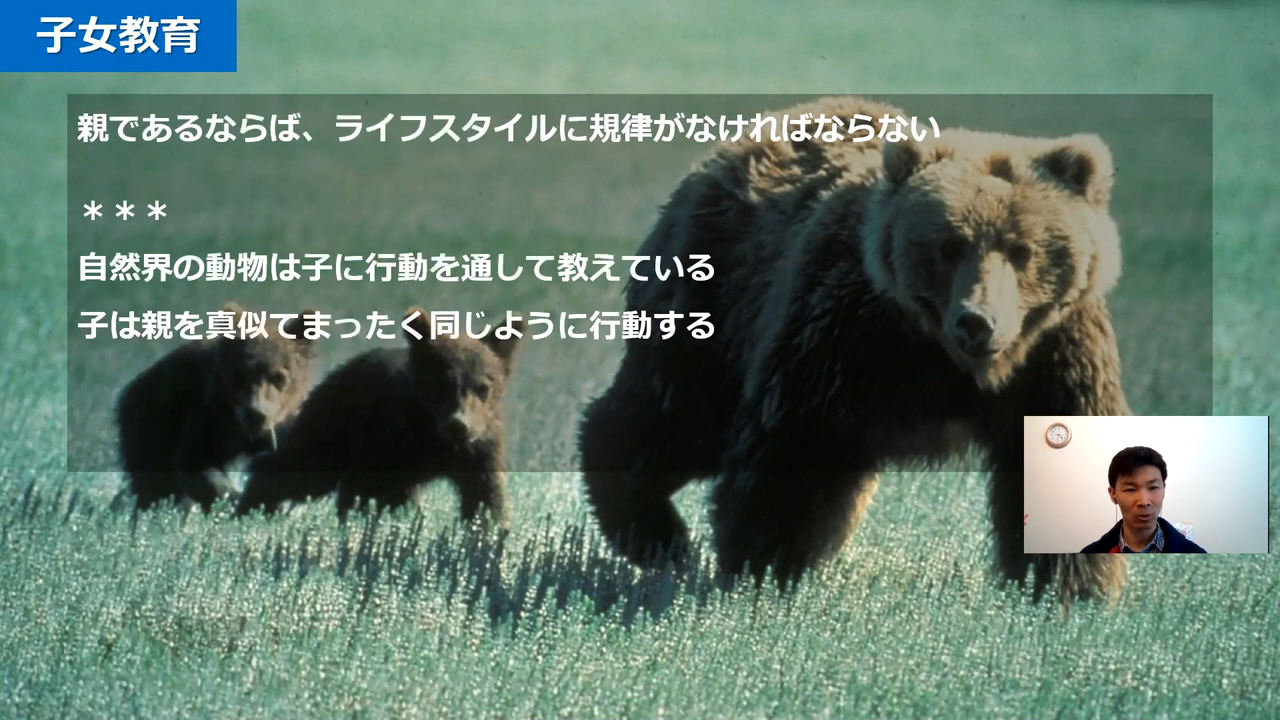 子女教育
親であるならば、ライフスタイルに規律がなければならない
＊＊＊
自然界の動物は子に行動を通して教えている
子は親を真似てまったく同じように行動する